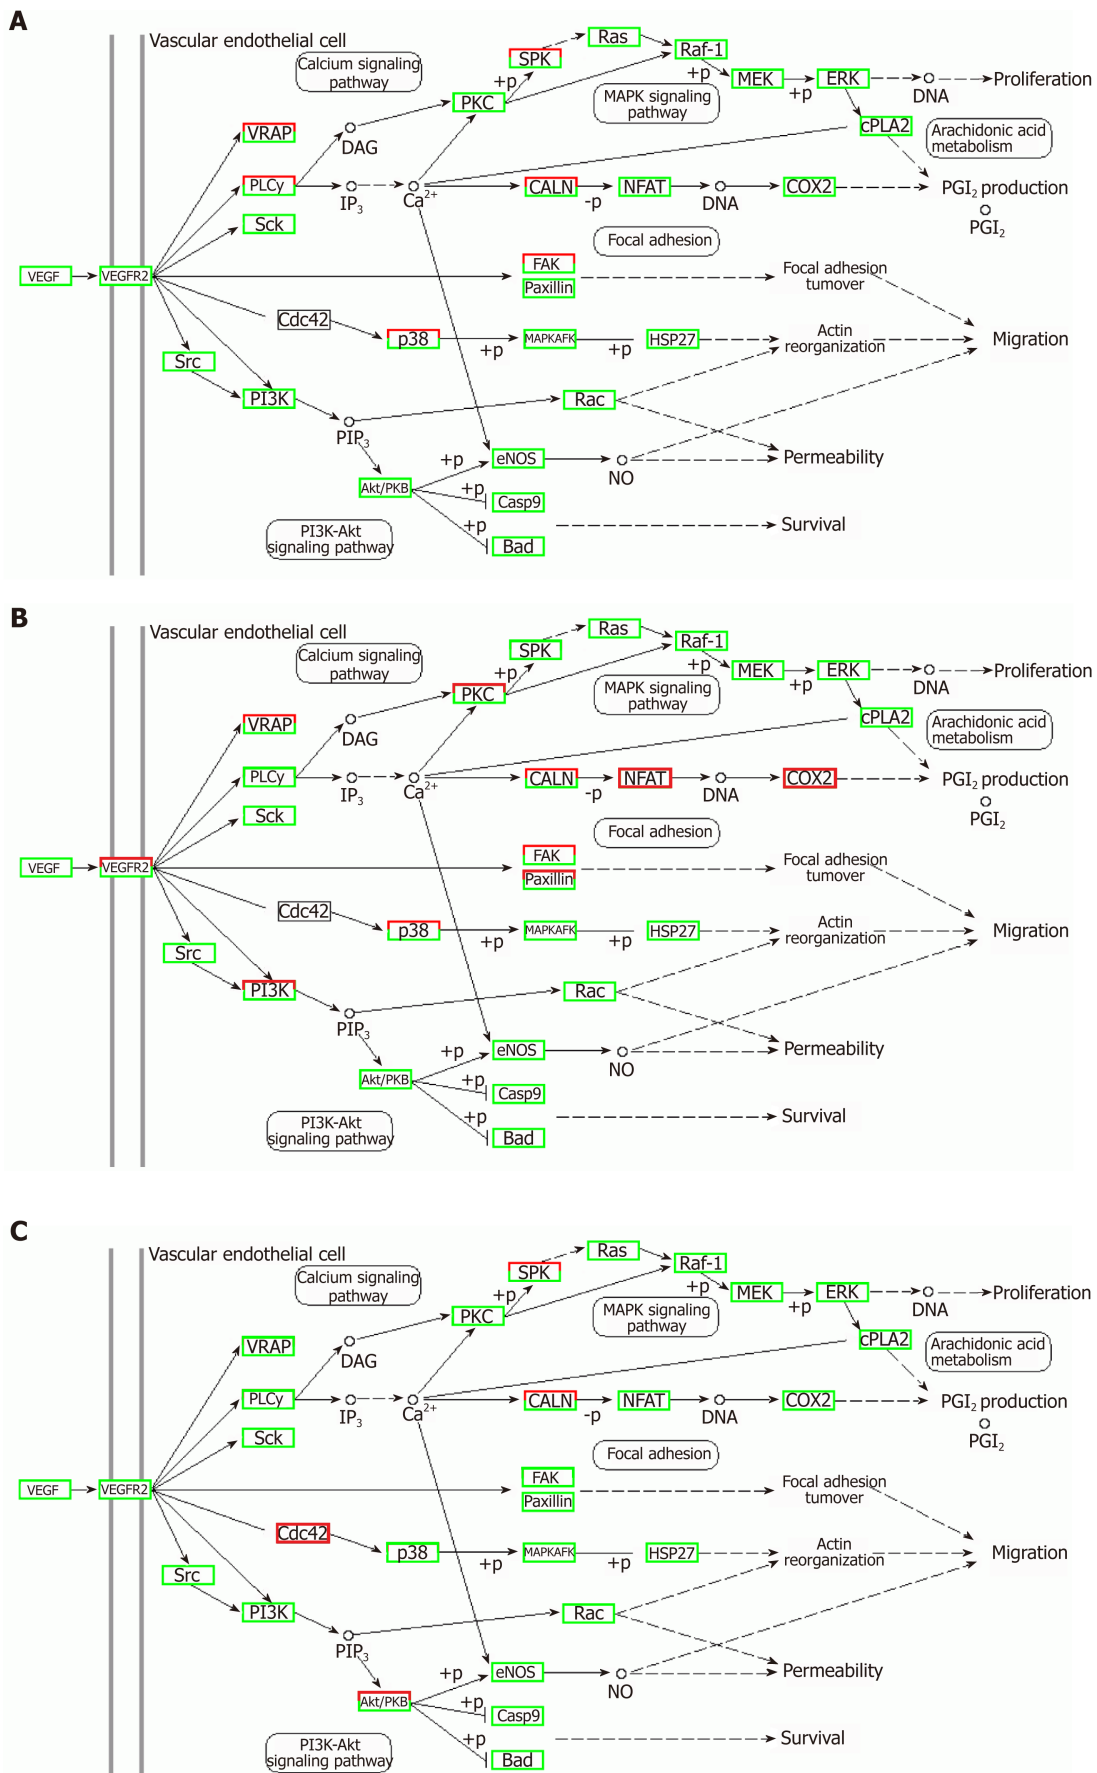 A
Vascular endothelial cell
Calcium signaling
pathway
SPK
Ras
Raf-1
+p
+p
MEK
+p
ERK
DNA
Proliferation
PKC
MAPK signaling
pathway
VRAP
DAG
cPLA2
Arachidonic acid
metabolism
PLCy
IP3
Ca2+
CALN
-p
NFAT
DNA
COX2
PGI2 production
PGI2
Sck
Focal adhesion
VEGF
VEGFR2
FAK
Paxillin
Focal adhesion
tumover
Cdc42
p38
+p
MAPKAFK
+p
HSP27
Actin
reorganization
Migration
Src
PI3K
PIP3
Rac
+p
eNOS
NO
Permeability
Akt/PKB
+p
Casp9
PI3K-Akt
signaling pathway
+p
Bad
Survival
B
Vascular endothelial cell
Calcium signaling
pathway
SPK
Ras
Raf-1
+p
+p
MEK
+p
ERK
DNA
Proliferation
PKC
MAPK signaling
pathway
VRAP
DAG
cPLA2
Arachidonic acid
metabolism
PLCy
IP3
Ca2+
CALN
-p
NFAT
DNA
COX2
PGI2 production
PGI2
Sck
Focal adhesion
VEGF
VEGFR2
FAK
Paxillin
Focal adhesion
tumover
Cdc42
p38
+p
MAPKAFK
+p
HSP27
Actin
reorganization
Migration
Src
PI3K
PIP3
Rac
+p
eNOS
NO
Permeability
Akt/PKB
+p
Casp9
PI3K-Akt
signaling pathway
+p
Bad
Survival
C
Vascular endothelial cell
Calcium signaling
pathway
SPK
Ras
Raf-1
+p
+p
MEK
+p
ERK
DNA
Proliferation
PKC
MAPK signaling
pathway
VRAP
DAG
cPLA2
Arachidonic acid
metabolism
PLCy
IP3
Ca2+
CALN
-p
NFAT
DNA
COX2
PGI2 production
PGI2
Sck
Focal adhesion
VEGF
VEGFR2
FAK
Paxillin
Focal adhesion
tumover
Cdc42
p38
+p
MAPKAFK
+p
HSP27
Actin
reorganization
Migration
Src
PI3K
PIP3
Rac
+p
eNOS
NO
Permeability
Akt/PKB
+p
Casp9
PI3K-Akt
signaling pathway
+p
Bad
Survival